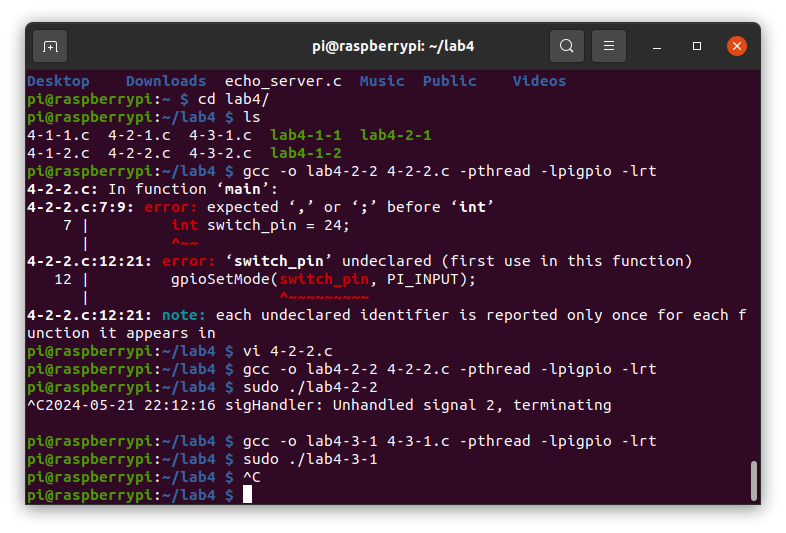 pi@raspberrypi: ~/lab4
Desktop    Downloads  echo_server.c  Music  Public    Videos
pi@raspberrypi:~ $ cd lab4/
pi@raspberrypi:~/lab4 $ ls
4-1-1.c  4-2-1.c  4-3-1.c  lab4-1-1  lab4-2-1
4-1-2.c  4-2-2.c  4-3-2.c  lab4-1-2
pi@raspberrypi:~/lab4 $ gcc -o lab4-2-2 4-2-2.c -pthread -lpigpio -lrt
4-2-2.c: In function ‘main’:
4-2-2.c:7:9: error: expected ‘,’ or ‘;’ before ‘int’
    7 |         int switch_pin = 24;
      |         ^~~
4-2-2.c:12:21: error: ‘switch_pin’ undeclared (first use in this function)
   12 |         gpioSetMode(switch_pin, PI_INPUT);
      |                     ^~~~~~~~~~
4-2-2.c:12:21: note: each undeclared identifier is reported only once for each f
unction it appears in
pi@raspberrypi:~/lab4 $ vi 4-2-2.c
pi@raspberrypi:~/lab4 $ gcc -o lab4-2-2 4-2-2.c -pthread -lpigpio -lrt
pi@raspberrypi:~/lab4 $ sudo ./lab4-2-2
^C2024-05-21 22:12:16 sigHandler: Unhandled signal 2, terminating
pi@raspberrypi:~/lab4 $ gcc -o lab4-3-1 4-3-1.c -pthread -lpigpio -lrt
pi@raspberrypi:~/lab4 $ sudo ./lab4-3-1
pi@raspberrypi:~/lab4 $ ^C
pi@raspberrypi:~/lab4 $